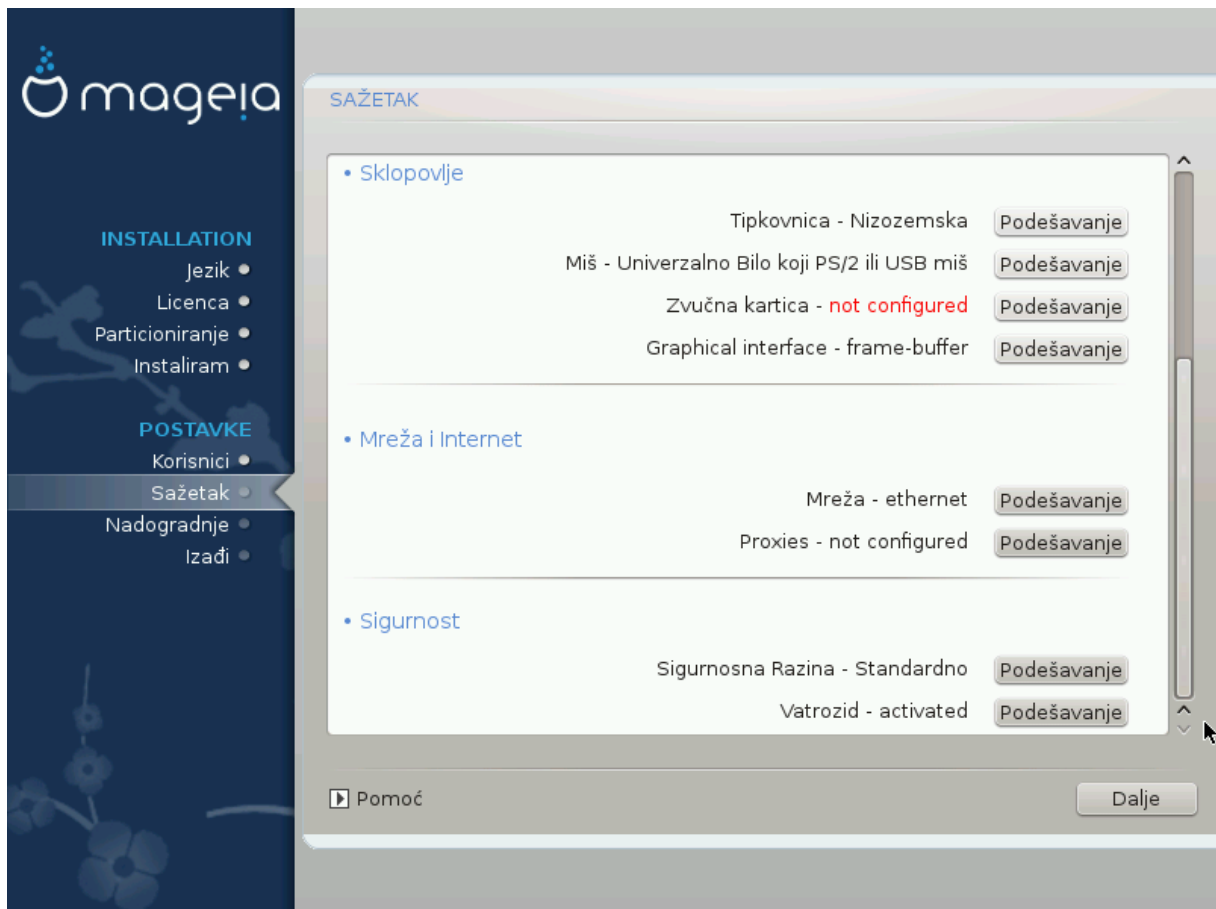 mageia
INSTALLATION
Jezik
Licenca
Particioniranje
Instaliram
POSTAVKE
Korisnici
Sažetak
Nadogradnje
Izađi
SAŽETAK
• Sklopovlje
Tipkovnica - Nizozemska Podešavanje
Miš - Univerzalno Bilo koji PS/2 ili USB miš Podešavanje
Zvučna kartica - not configured Podešavanje
Graphical interface - frame-buffer Podešavanje
• Mreža i Internet
Mreža - ethernet Podešavanje
Proxies - not configured Podešavanje
• Sigurnost
Sigurnosna Razina - Standardno Podešavanje
Vatrozid - activated Podešavanje
Pomoć
Dalje